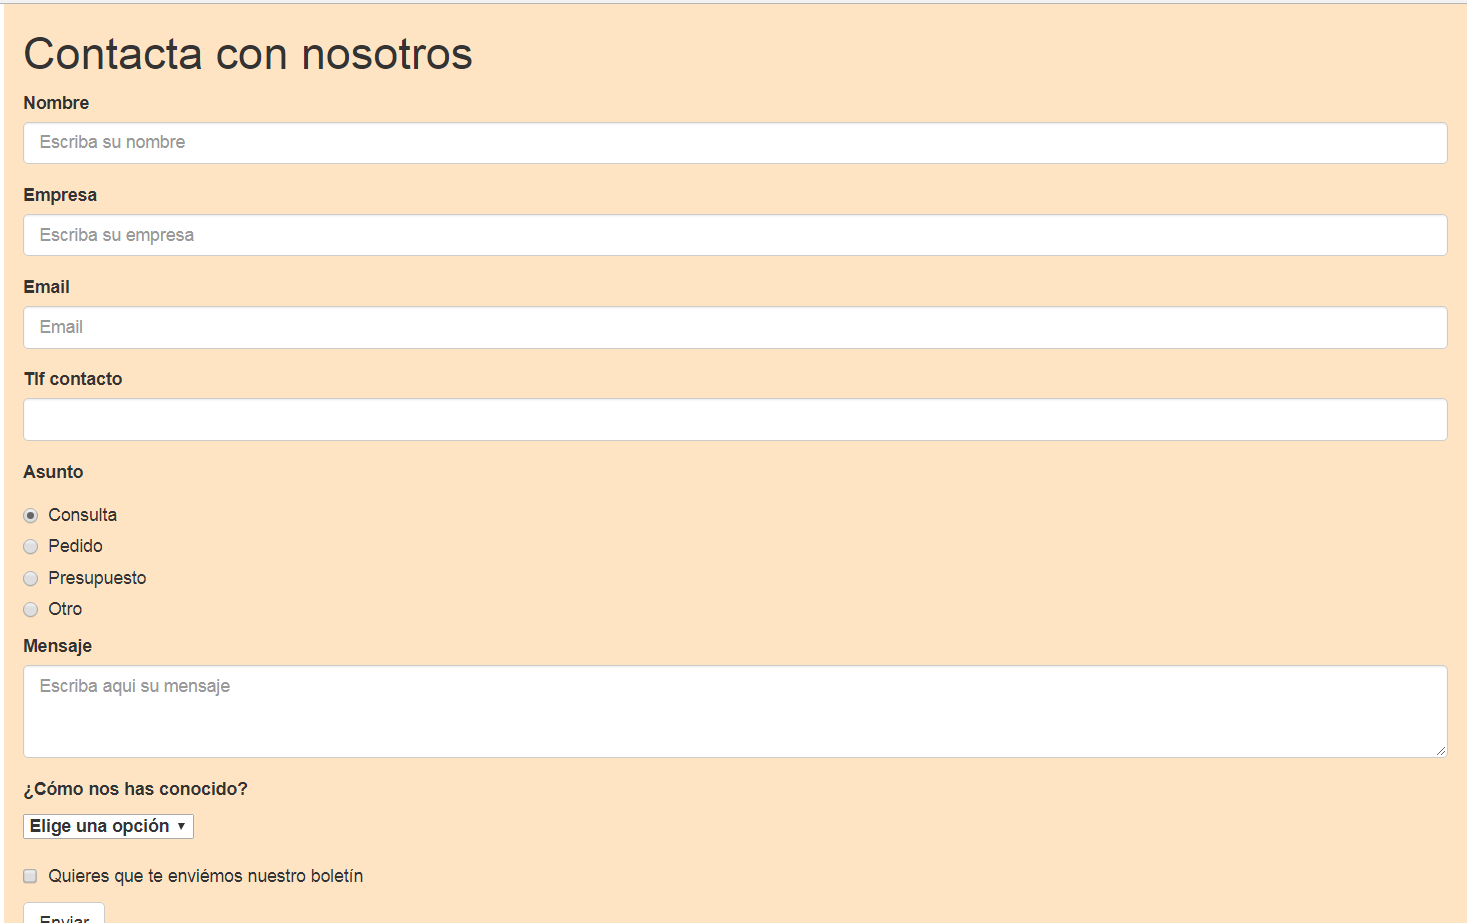 Contacta con nosotros
Nombre
Escriba su nombre
Empresa
Escriba su empresa
Email
Email
Tlf contacto
Asunto
Consulta
Pedido
Presupuesto
Otro
Mensaje
Escriba aqui su mensaje
¿Cómo nos has conocido?
Elige una opción
Quieres que te enviémos nuestro boletín
Enviar